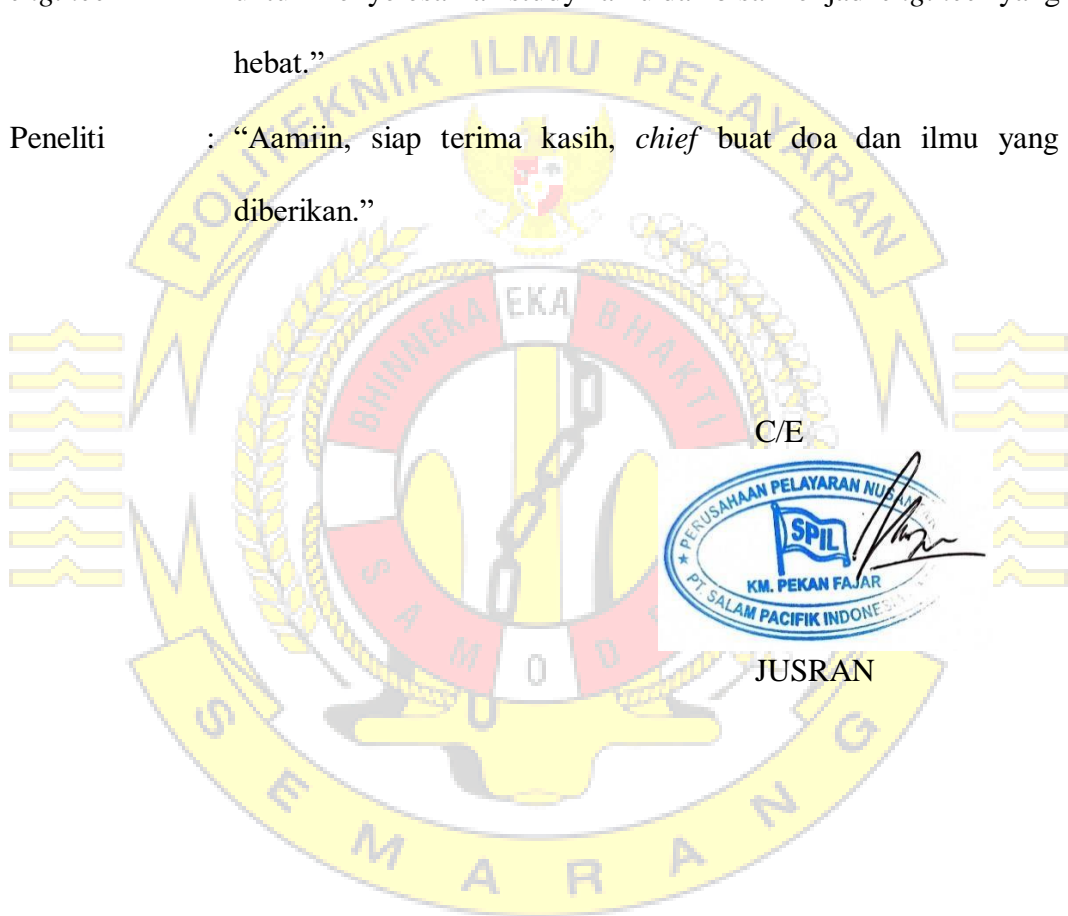 hebat.”
Peneliti : “Aamiin, siap terima kasih, chief buat doa dan ilmu yang
diberikan.”
POLITEKNIK ILMU PELAYARAN
BHINNEKA EKA BHAKTI
C/E
PERUSAHAAN PELAYARAN
SPIL
KM. PEKAN FAJAR
PT. SALAM PACIFIK
JUSRAN
SAMOD
SEMARANG